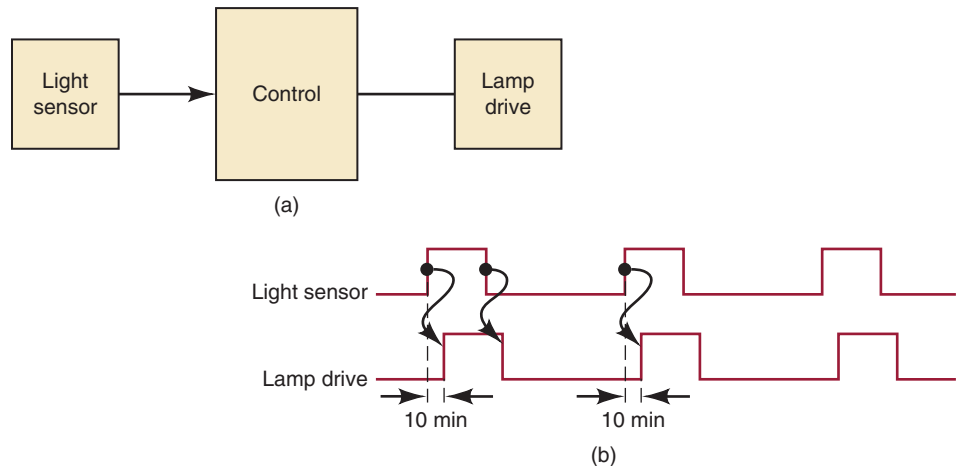 Light
sensor
Control
Lamp
drive
(a)
Light sensor
Lamp drive
10 min
10 min
(b)